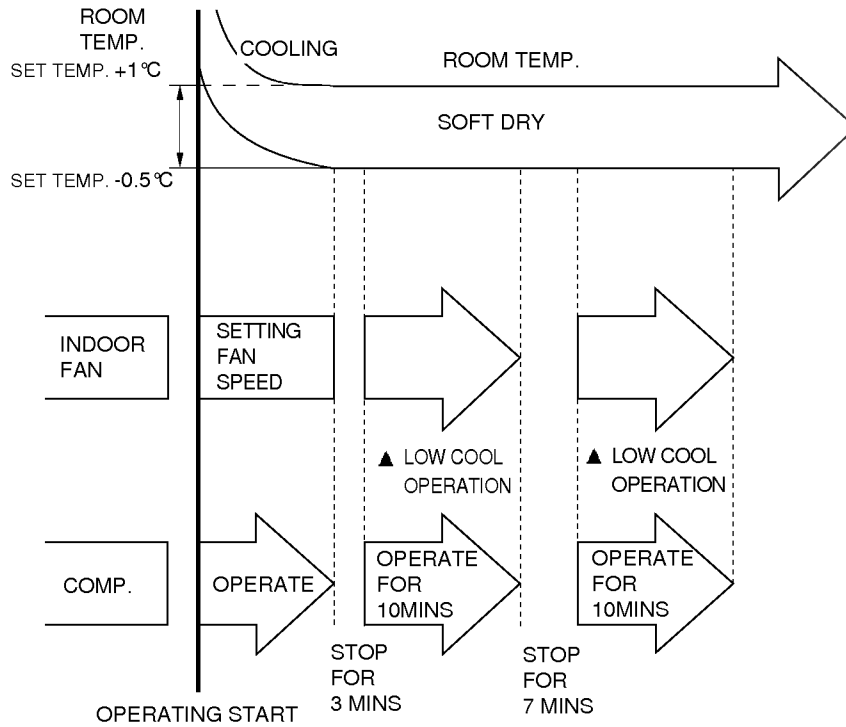 ROOM
TEMP.
COOLING
ROOM TEMP.
SET TEMP. +1°C
SOFT DRY
SET TEMP. -0.5°C
INDOOR
FAN
SETTING
FAN
SPEED
▲ LOW COOL
OPERATION
▲ LOW COOL
OPERATION
COMP.
OPERATE
OPERATE
FOR
10MINS
OPERATE
FOR
10MINS
STOP
FOR
3 MINS
STOP
FOR
7 MINS
OPERATING START